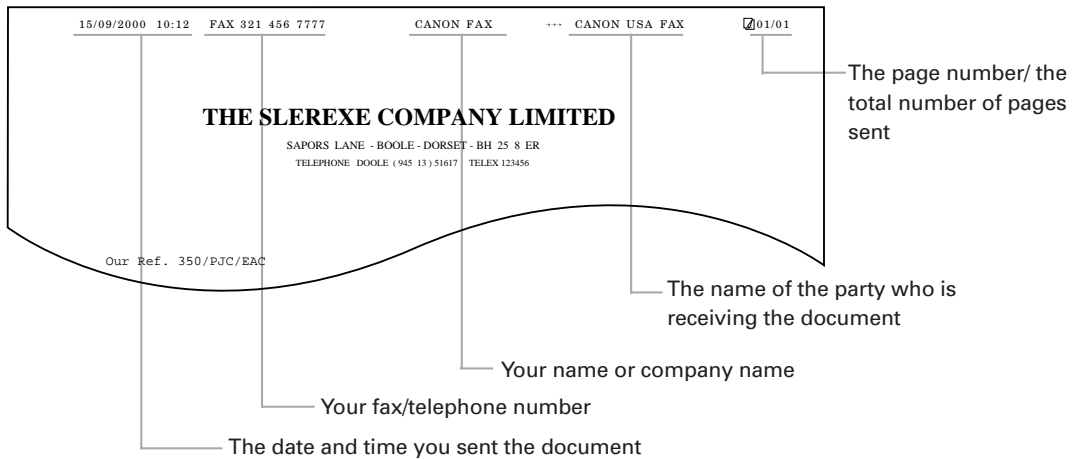 15/09/2000 10:12 FAX 321 456 7777 CANON FAX →→→ CANON USA FAX 01/01
The page number/ the
total number of pages
sent
THE SLEREXE COMPANY LIMITED
SAPORS LANE - BOOLE - DORSET - BH 25 8 ER
TELEPHONE DOOLE ( 945 13 ) 51617 TELEX 123456
Our Ref. 350/PJC/EAC
The name of the party who is
receiving the document
Your name or company name
Your fax/telephone number
The date and time you sent the document